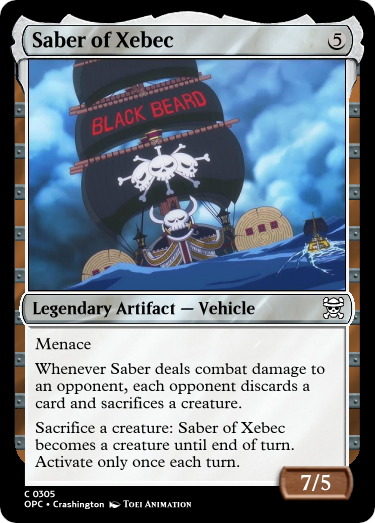 Saber of Xebec 5
BLACK BEARD
Legendary Artifact — Vehicle
Menace
Whenever Saber deals combat damage to
an opponent, each opponent discards a
card and sacrifices a creature.
Sacrifice a creature: Saber of Xebec
becomes a creature until end of turn.
Activate only once each turn.
7/5
C 0305
OPC • Crashington TOEI ANIMATION